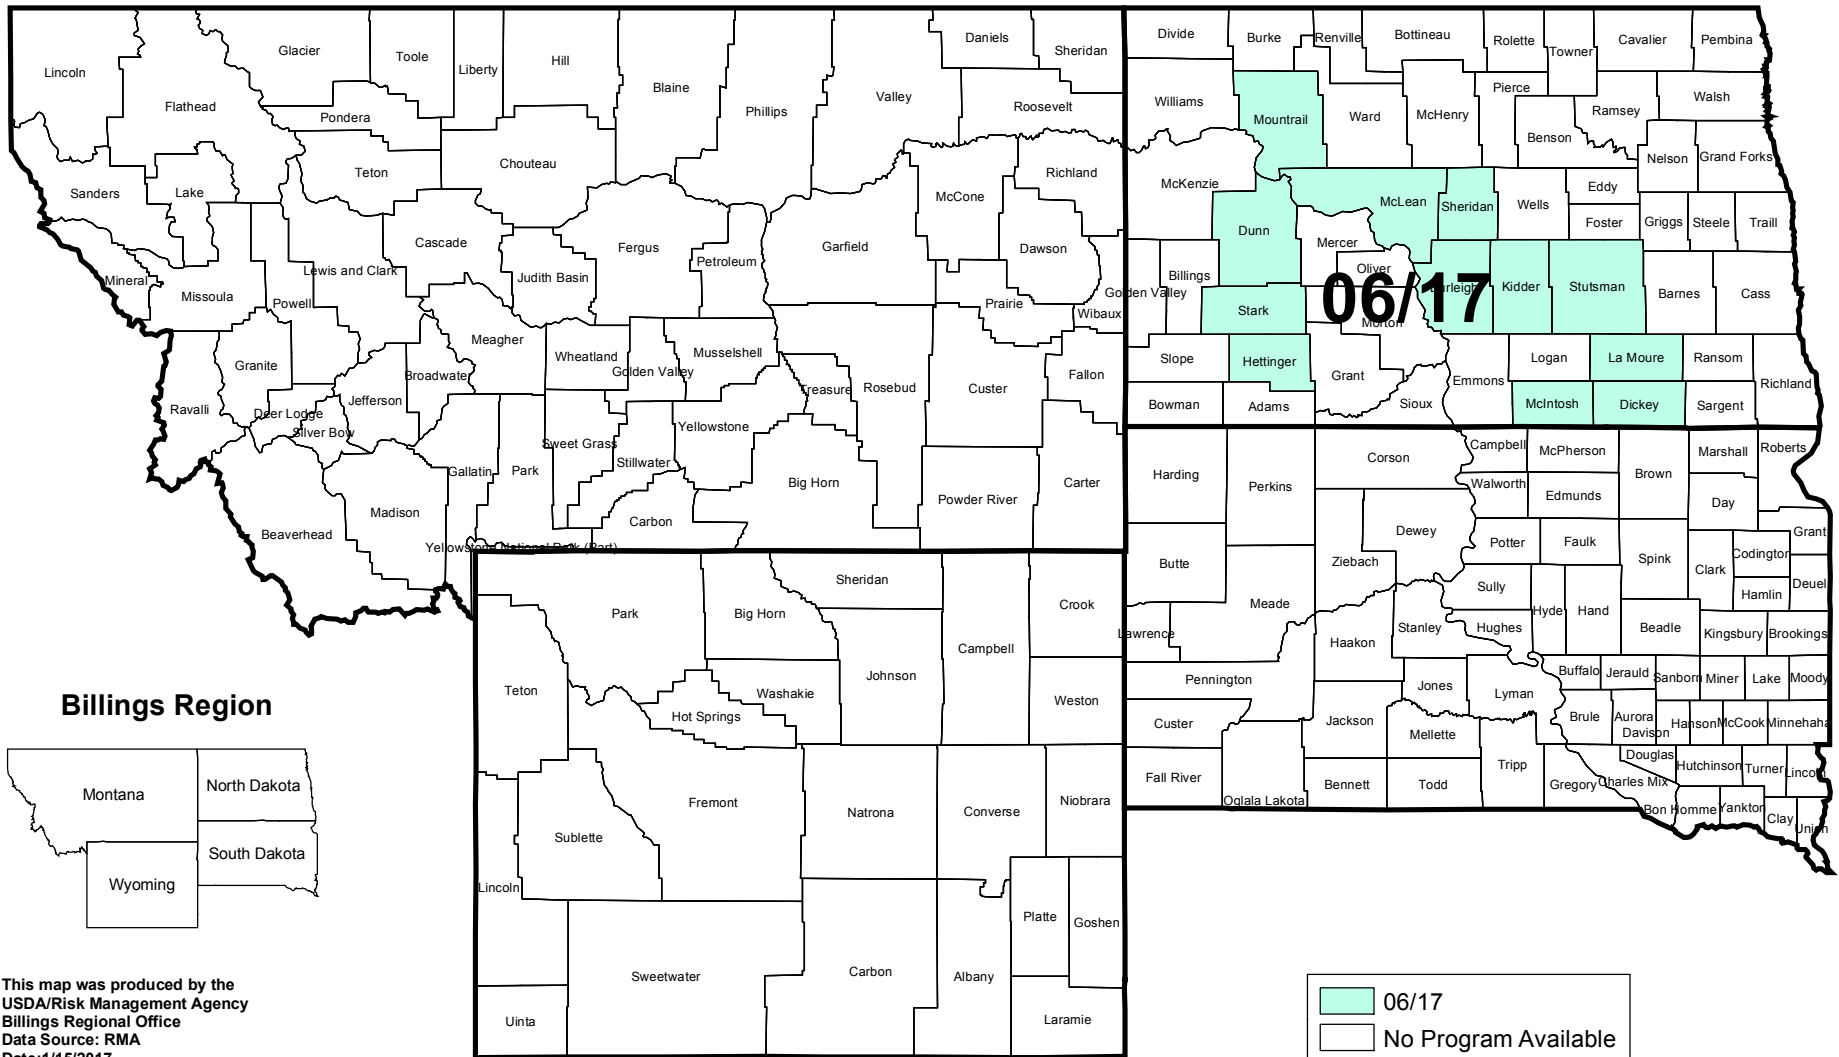 Lincoln
Flathead
Glacier
Toole
Liberty
Hill
Blaine
Phillips
Valley
Daniels
Sheridan
Roosevelt
Pondera
Teton
Chouteau
Sanders
Lake
Mineral
Missoula
Powell
Lewis and Clark
Cascade
Judith Basin
Fergus
Petroleum
Garfield
McCone
Richland
Dawson
Prairie
Wibaux
Granite
Ravalli
Deer Lodge
Silver Bow
Jefferson
Broadwater
Meagher
Wheatland
Golden Valley
Musselshell
Treasure
Rosebud
Custer
Fallon
Beaverhead
Madison
Gallatin
Park
Sweet Grass
Stillwater
Yellowstone
Carbon
Big Horn
Powder River
Carter
Yellowstone National Park (Part)
Divide
Burke
Renville
Bottineau
Rolette
Towner
Cavalier
Pembina
Williams
Mountrail
Ward
McHenry
Pierce
Benson
Ramsey
Walsh
Nelson
Grand Forks
McKenzie
Dunn
McLean
Sheridan
Wells
Eddy
Foster
Griggs
Steele
Traill
Mercer
Oliver
Billings
Golden Valley
Stark
06/17
Burleigh
Morton
Kidder
Stutsman
Barnes
Cass
Slope
Hettinger
Grant
Logan
La Moure
Ransom
Richland
Bowman
Adams
Sioux
Emmons
McIntosh
Dickey
Sargent
Harding
Perkins
Corson
Campbell
McPherson
Brown
Marshall
Roberts
Walworth
Edmunds
Day
Butte
Ziebach
Dewey
Potter
Faulk
Spink
Clark
Codington
Grant
Hamlin
Deuel
Meade
Lawrence
Haakon
Stanley
Sully
Hughes
Hyde
Hand
Beadle
Kingsbury
Brookings
Pennington
Jones
Lyman
Buffalo
Jerauld
Sanborn
Miner
Lake
Moody
Custer
Jackson
Mellette
Brule
Aurora
Davison
Hanson
McCook
Minnehaha
Fall River
Oglala Lakota
Bennett
Todd
Tripp
Gregory
Charles Mix
Douglas
Hutchinson
Turner
Lincoln
Bon Homme
Yankton
Clay
Union
Park
Big Horn
Sheridan
Crook
Campbell
Johnson
Teton
Washakie
Hot Springs
Weston
Fremont
Natrona
Converse
Niobrara
Sublette
Lincoln
Platte
Goshen
Sweetwater
Carbon
Albany
Uinta
Laramie
Billings Region
Montana
North Dakota
South Dakota
Wyoming
This map was produced by the
USDA/Risk Management Agency
Billings Regional Office
Data Source: RMA
Date:1/15/2017
06/17
No Program Available